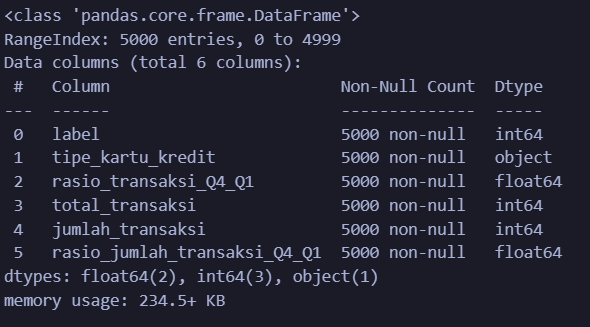 <class 'pandas.core.frame.DataFrame'>
RangeIndex: 5000 entries, 0 to 4999
Data columns (total 6 columns):
 #   Column                       Non-Null Count  Dtype
---  ------                       --------------  -----
 0   label                        5000 non-null   int64
 1   tipe_kartu_kredit            5000 non-null   object
 2   rasio_transaksi_Q4_Q1        5000 non-null   float64
 3   total_transaksi              5000 non-null   int64
 4   jumlah_transaksi             5000 non-null   int64
 5   rasio_jumlah_transaksi_Q4_Q1 5000 non-null   float64
dtypes: float64(2), int64(3), object(1)
memory usage: 234.5+ KB